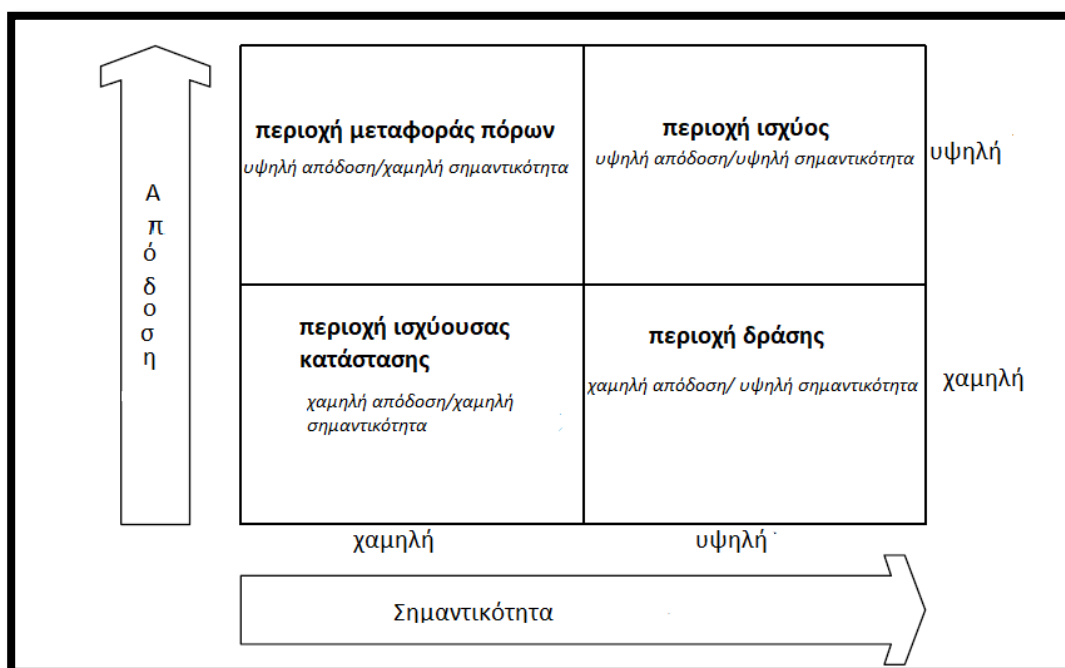 Απόδοση
περιοχή μεταφοράς πόρων
υψηλή απόδοση/χαμηλή σημαντικότητα
περιοχή ισχύος
υψηλή απόδοση/υψηλή σημαντικότητα
υψηλή
περιοχή ισχύουσας
κατάστασης
χαμηλή απόδοση/χαμηλή
σημαντικότητα
περιοχή δράσης
χαμηλή απόδοση/ υψηλή σημαντικότητα
χαμηλή
χαμηλή
υψηλή
Σημαντικότητα